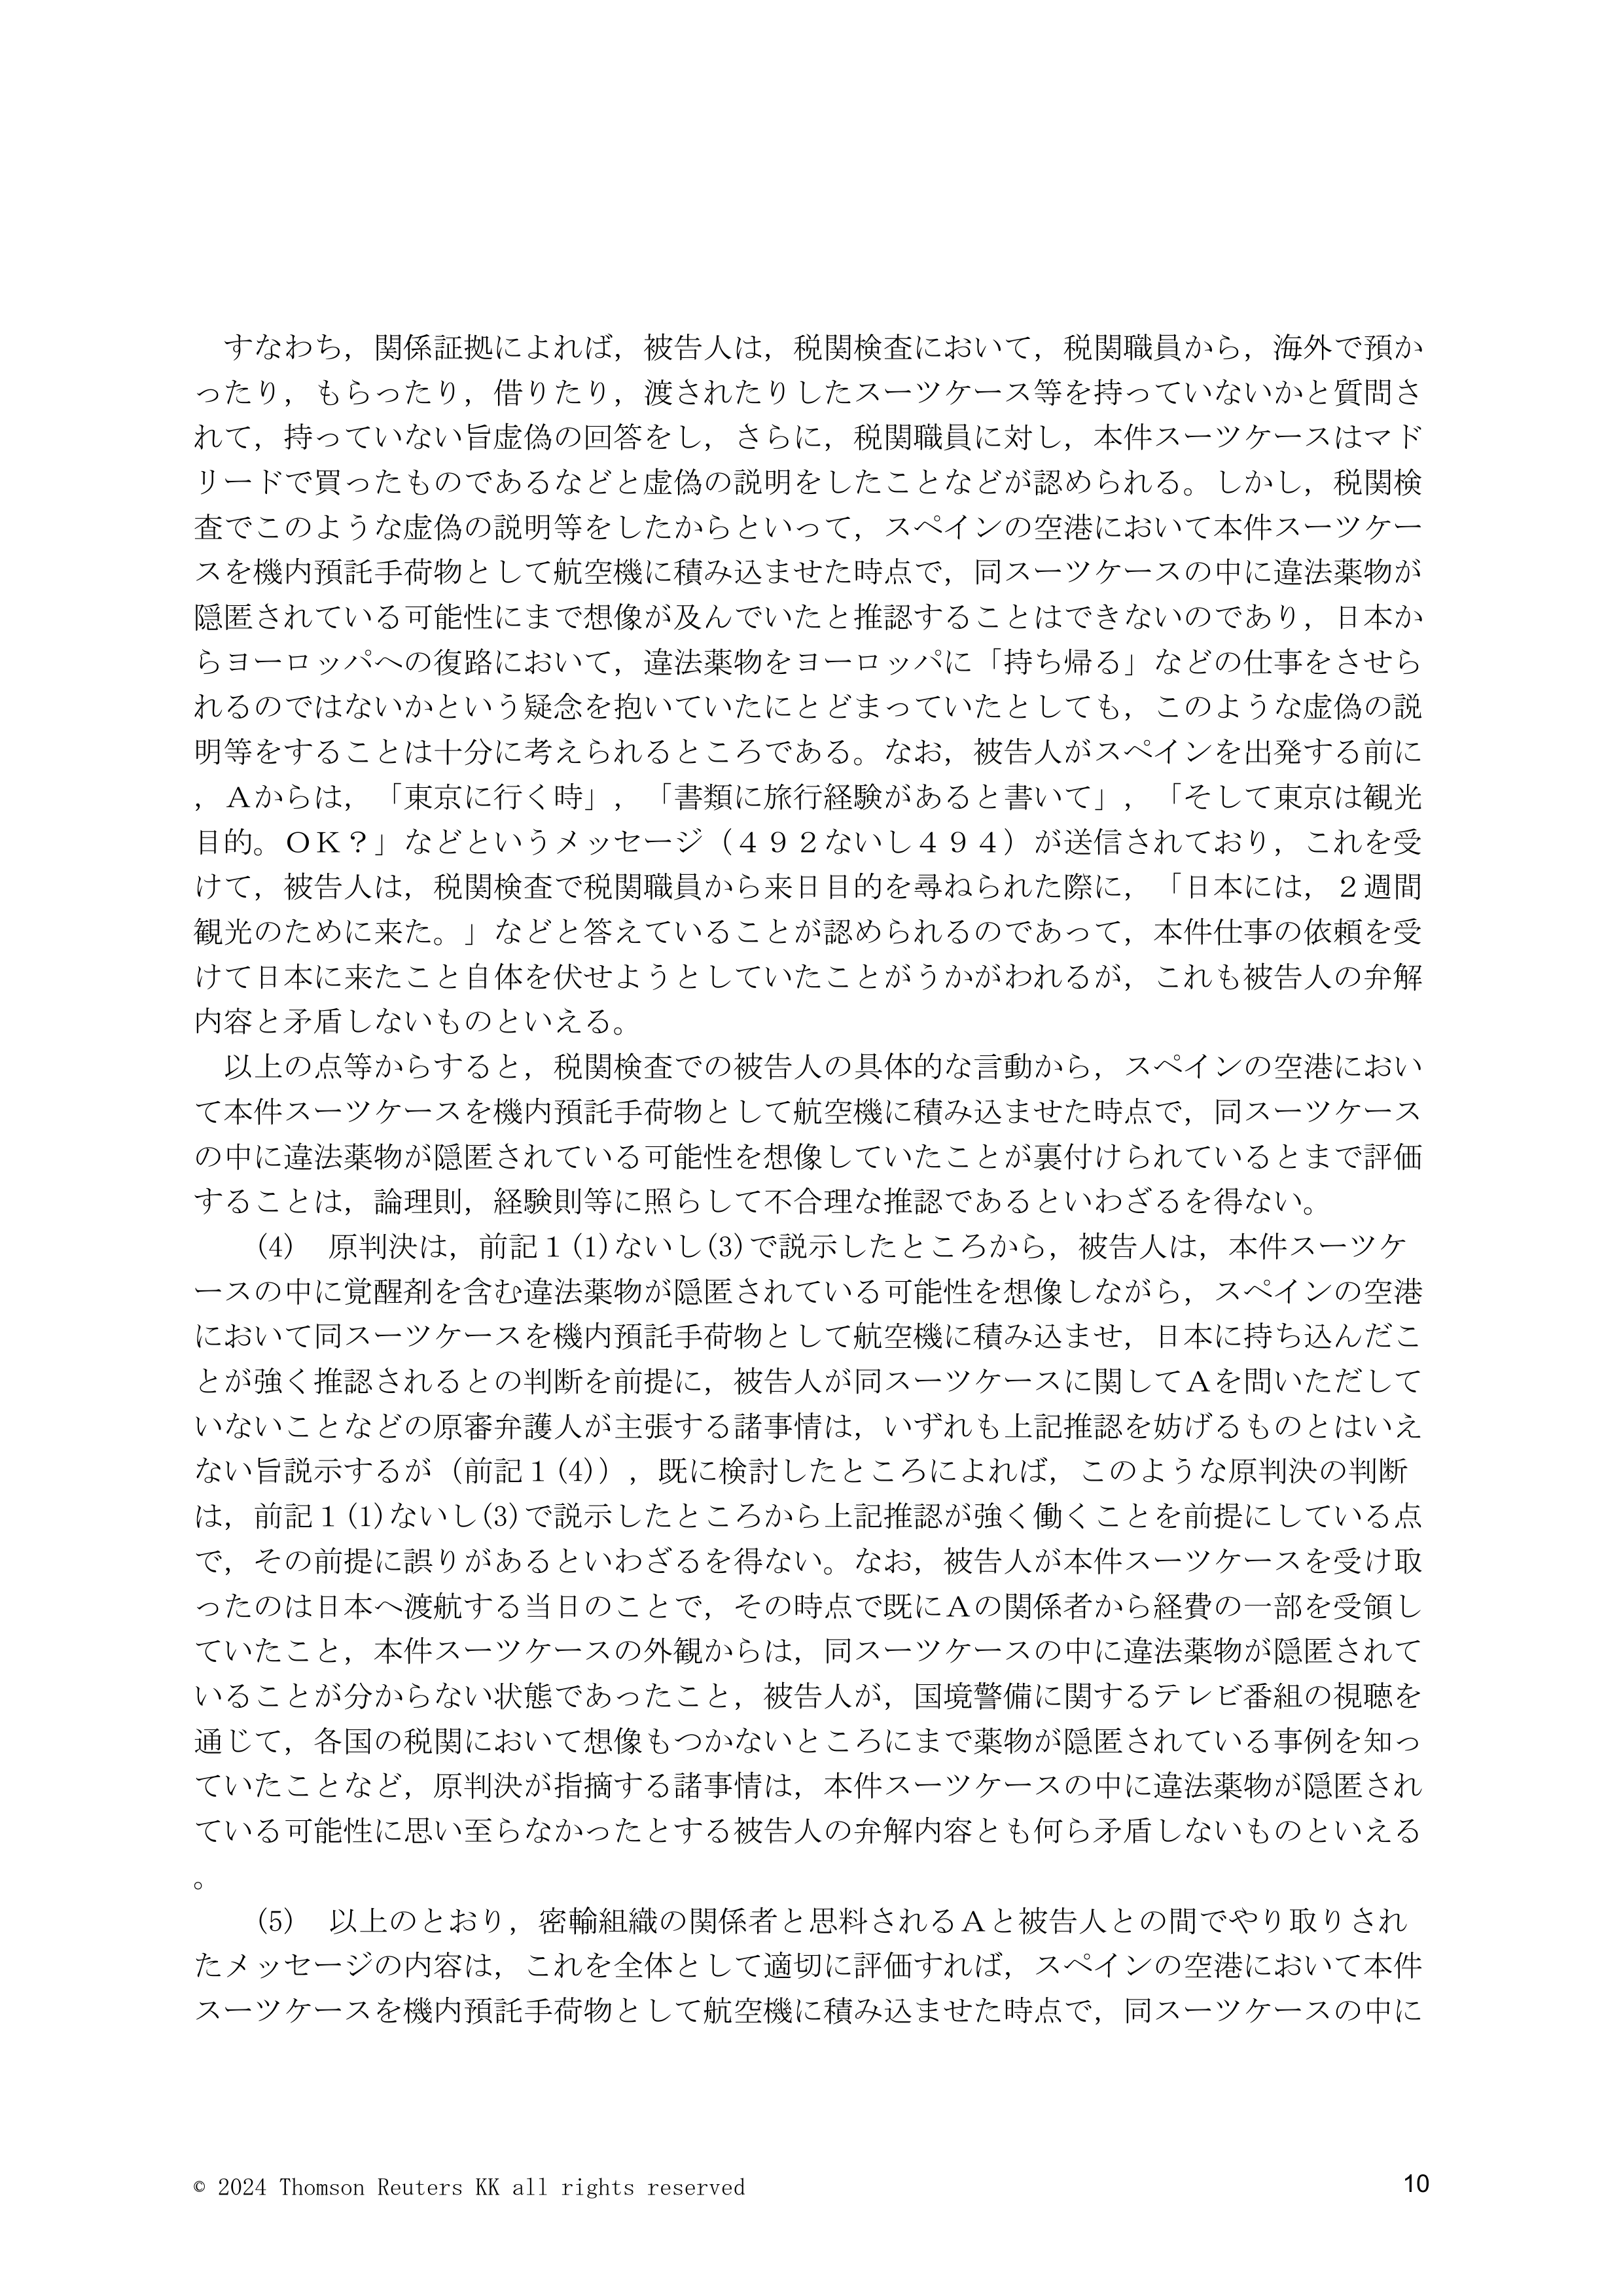 すなわち，関係証拠によれば，被告人は，税関検査において，税関職員から，海外で預か
ったり，もらったり，借りたり，渡されたりしたスーツケース等を持っていないかと質問さ
れて，持っていない旨虚偽の回答をし，さらに，税関職員に対し，本件スーツケースはマド
リードで買ったものであるなどと虚偽の説明をしたことなどが認められる。しかし，税関検
査でこのような虚偽の説明等をしたからといって，スペインの空港において本件スーツケー
スを機内預託手荷物として航空機に積み込ませた時点で，同スーツケースの中に違法薬物が
隠匿されている可能性にまで想像が及んでいたと推認することはできないのであり，日本か
らヨーロッパへの復路において，違法薬物をヨーロッパに「持ち帰る」などの仕事をさせら
れるのではないかという疑念を抱いていたにとどまっていたとしても，このような虚偽の説
明等をすることは十分に考えられるところである。なお，被告人がスペインを出発する前に
，Ａからは，「東京に行く時」，「書類に旅行経験があると書いて」，「そして東京は観光
目的。ＯＫ？」などというメッセージ（４９２ないし４９４）が送信されており，これを受
けて，被告人は，税関検査で税関職員から来日目的を尋ねられた際に，「日本には，２週間
観光のために来た。」などと答えていることが認められるのであって，本件仕事の依頼を受
けて日本に来たこと自体を伏せようとしていたことがうかがわれるが，これも被告人の弁解
内容と矛盾しないものといえる。
以上の点等からすると，税関検査での被告人の具体的な言動から，スペインの空港におい
て本件スーツケースを機内預託手荷物として航空機に積み込ませた時点で，同スーツケース
の中に違法薬物が隠匿されている可能性を想像していたことが裏付けられているとまで評価
することは，論理則，経験則等に照らして不合理な推認であるといわざるを得ない。
(4)　原判決は，前記１(1)ないし(3)で説示したところから，被告人は，本件スーツケ
ースの中に覚醒剤を含む違法薬物が隠匿されている可能性を想像しながら，スペインの空港
において同スーツケースを機内預託手荷物として航空機に積み込ませ，日本に持ち込んだこ
とが強く推認されるとの判断を前提に，被告人が同スーツケースに関してＡを問いただして
いないことなどの原審弁護人が主張する諸事情は，いずれも上記推認を妨げるものとはいえ
ない旨説示するが（前記１(4)），既に検討したところによれば，このような原判決の判断
は，前記１(1)ないし(3)で説示したところから上記推認が強く働くことを前提にしている点
で，その前提に誤りがあるといわざるを得ない。なお，被告人が本件スーツケースを受け取
ったのは日本へ渡航する当日のことで，その時点で既にＡの関係者から経費の一部を受領し
ていたこと，本件スーツケースの外観からは，同スーツケースの中に違法薬物が隠匿されて
いることが分からない状態であったこと，被告人が，国境警備に関するテレビ番組の視聴を
通じて，各国の税関において想像もつかないところにまで薬物が隠匿されている事例を知っ
ていたことなど，原判決が指摘する諸事情は，本件スーツケースの中に違法薬物が隠匿され
ている可能性に思い至らなかったとする被告人の弁解内容とも何ら矛盾しないものといえる
。
(5)　以上のとおり，密輸組織の関係者と思料されるＡと被告人との間でやり取りされ
たメッセージの内容は，これを全体として適切に評価すれば，スペインの空港において本件
スーツケースを機内預託手荷物として航空機に積み込ませた時点で，同スーツケースの中に
© 2024 Thomson Reuters KK all rights reserved
10